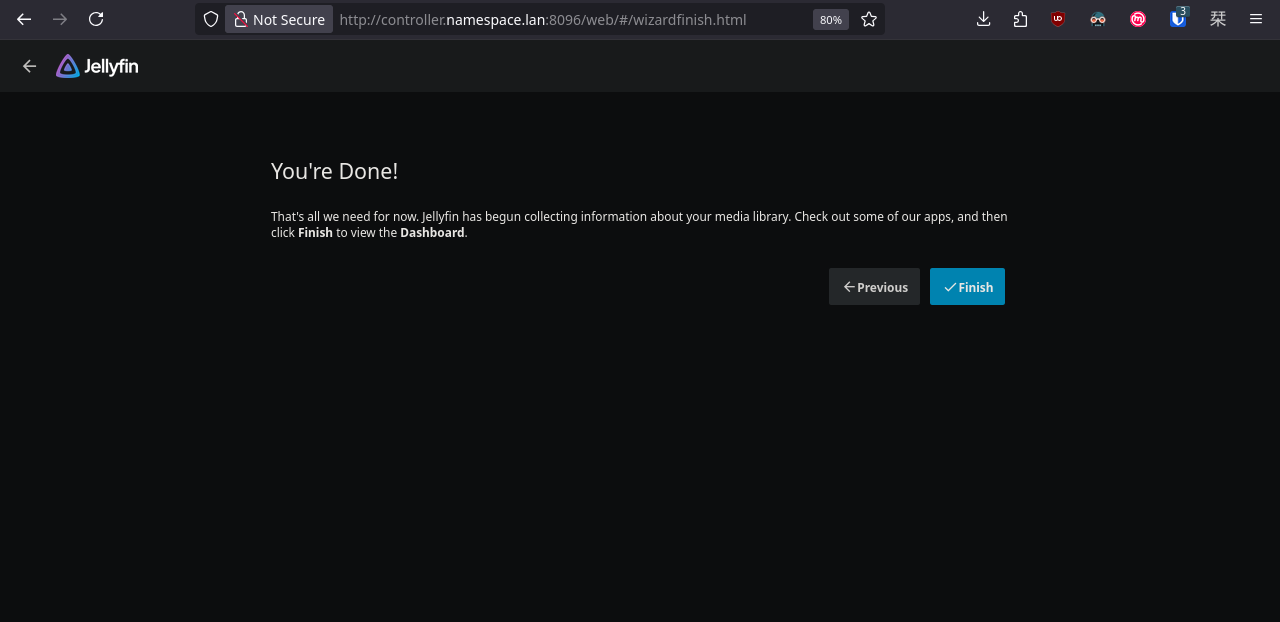 Not Secure http://controller.namespace.lan:8096/web/#/wizardfinish.html 80% UD 3 栞
Jellyfin
You're Done!
That's all we need for now. Jellyfin has begun collecting information about your media library. Check out some of our apps, and then
click Finish to view the Dashboard.
Previous Finish